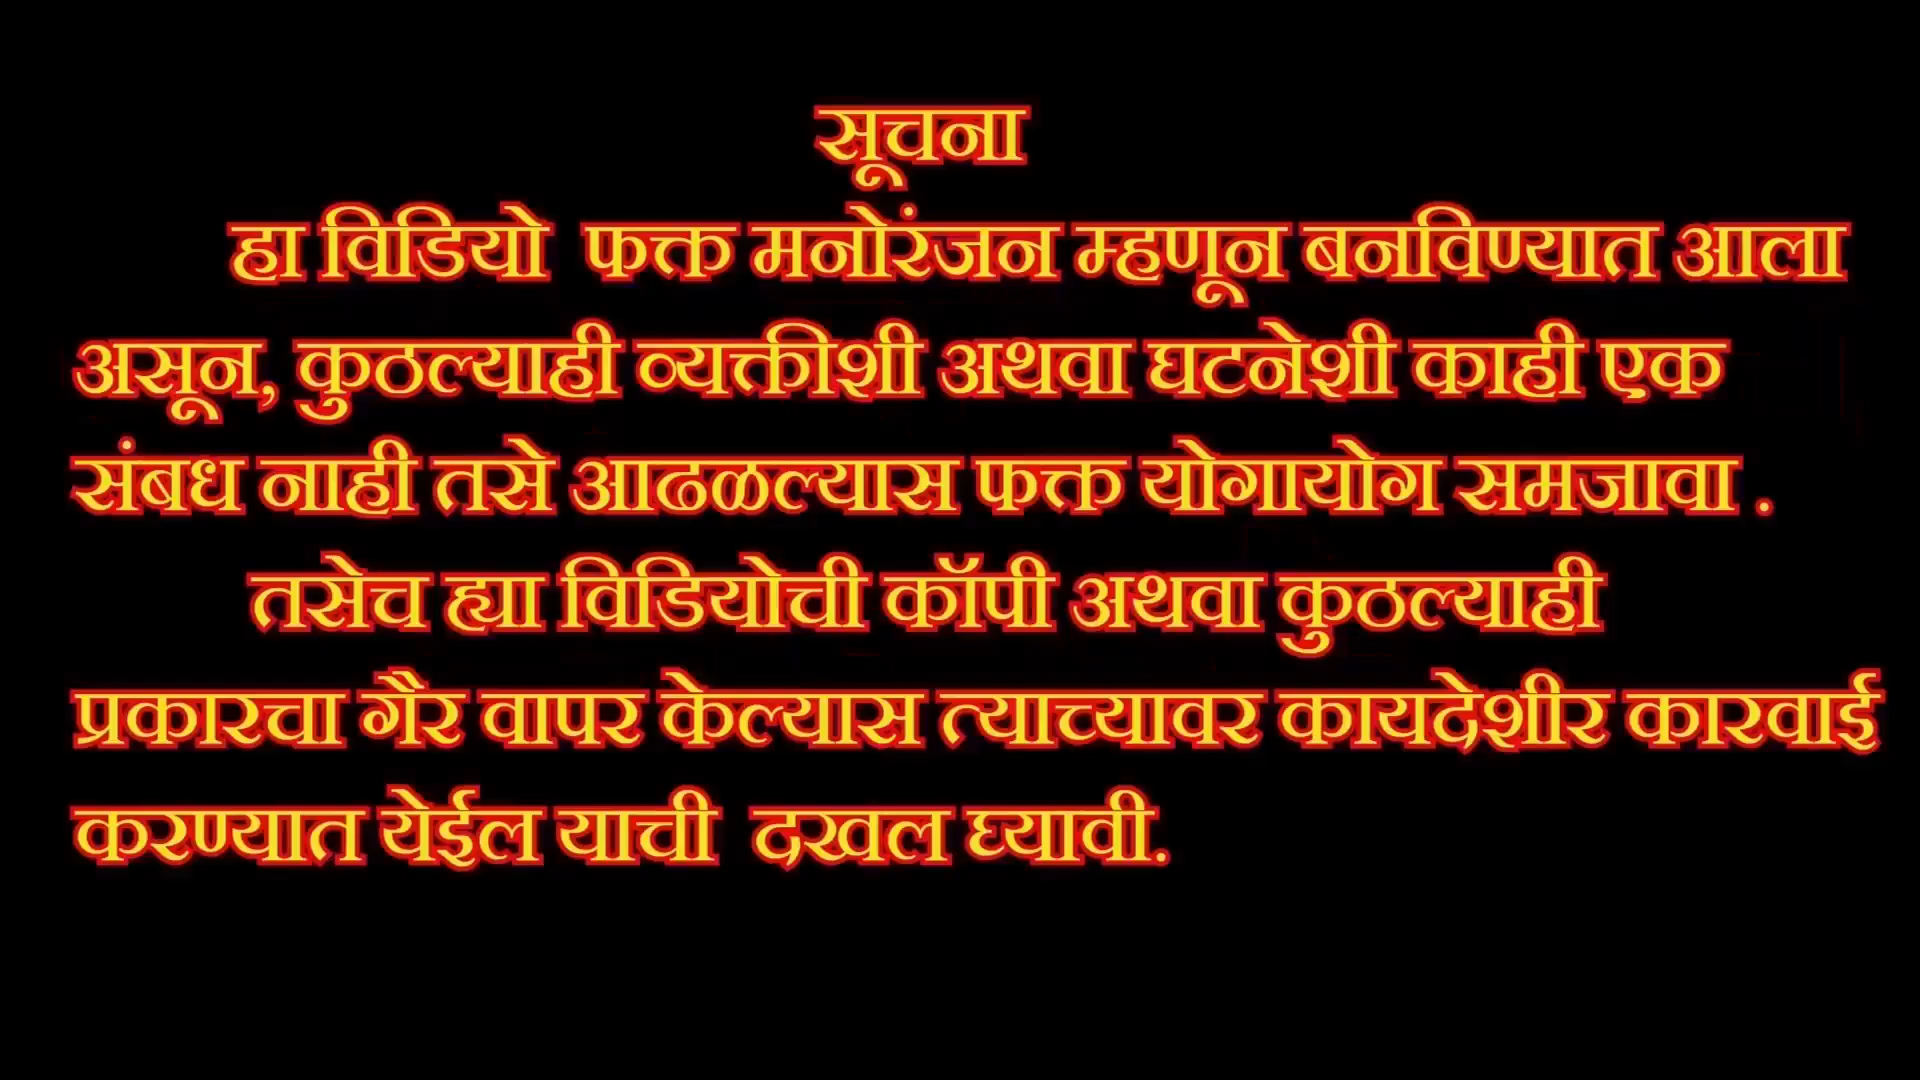 सूचना
हा विडियो फक्त मनोरंजन म्हणून बनविण्यात आला
असून, कुठल्याही व्यक्तीशी अथवा घटनेशी काही एक
संबध नाही तसे आढळल्यास फक्त योगायोग समजावा .
तसेच ह्या विडियोची कॉपी अथवा कुठल्याही
प्रकारचा गैर वापर केल्यास त्याच्यावर कायदेशीर कारवाई
करण्यात येईल याची दखल घ्यावी.